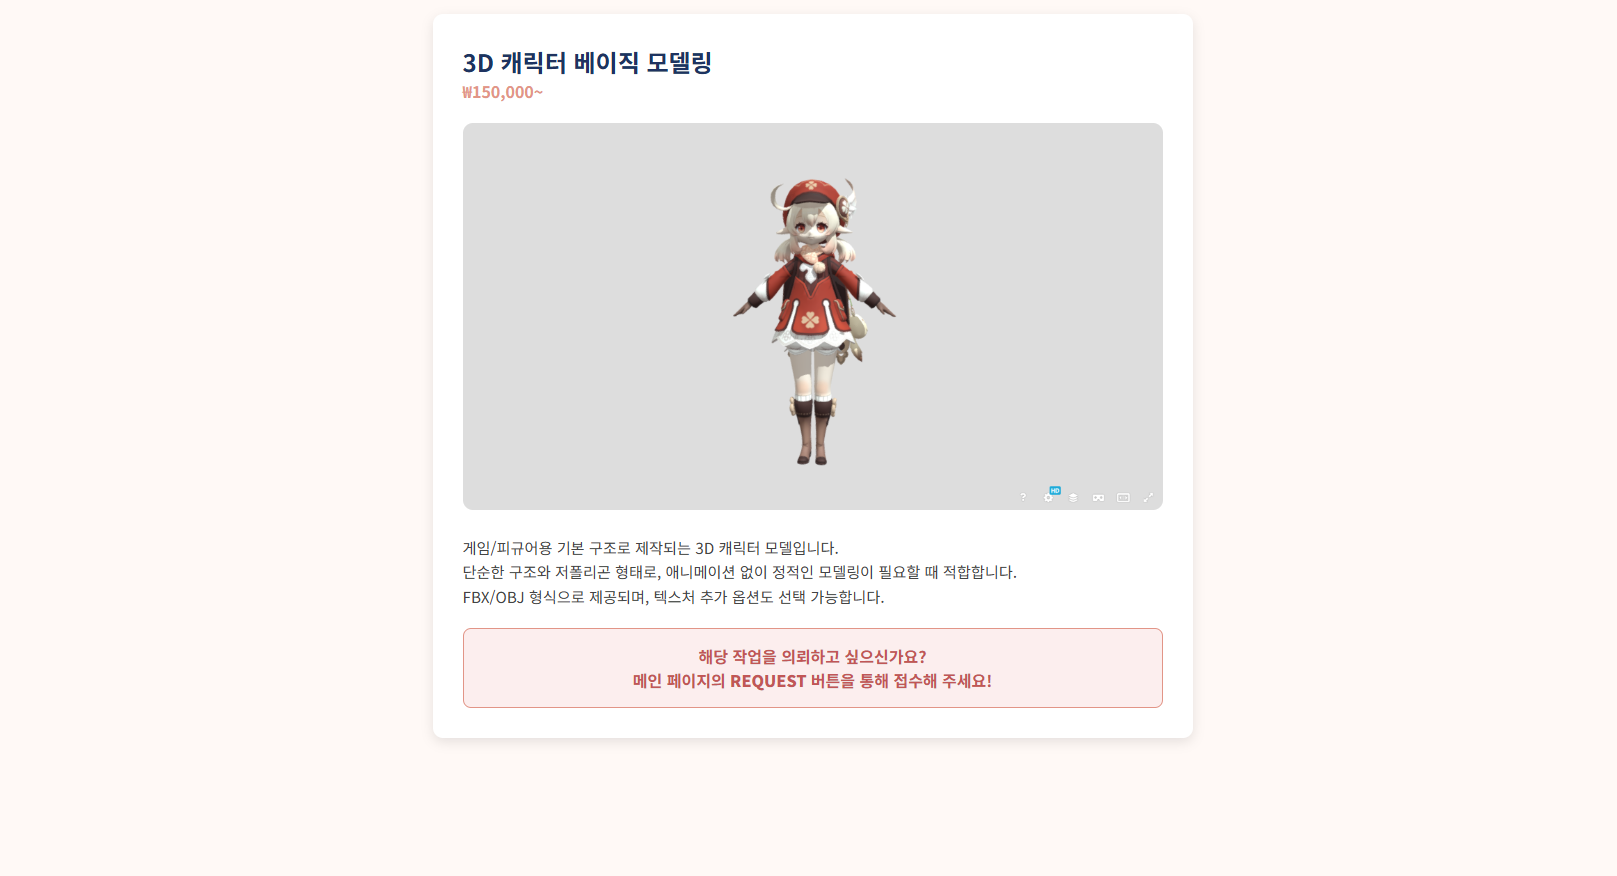 3D 캐릭터 베이직 모델링
₩150,000~
?
HD
게임/피규어용 기본 구조로 제작되는 3D 캐릭터 모델입니다.
단순한 구조와 저폴리곤 형태로, 애니메이션 없이 정적인 모델링이 필요할 때 적합합니다.
FBX/OBJ 형식으로 제공되며, 텍스처 추가 옵션도 선택 가능합니다.
해당 작업을 의뢰하고 싶으신가요?
메인 페이지의 REQUEST 버튼을 통해 접수해 주세요!